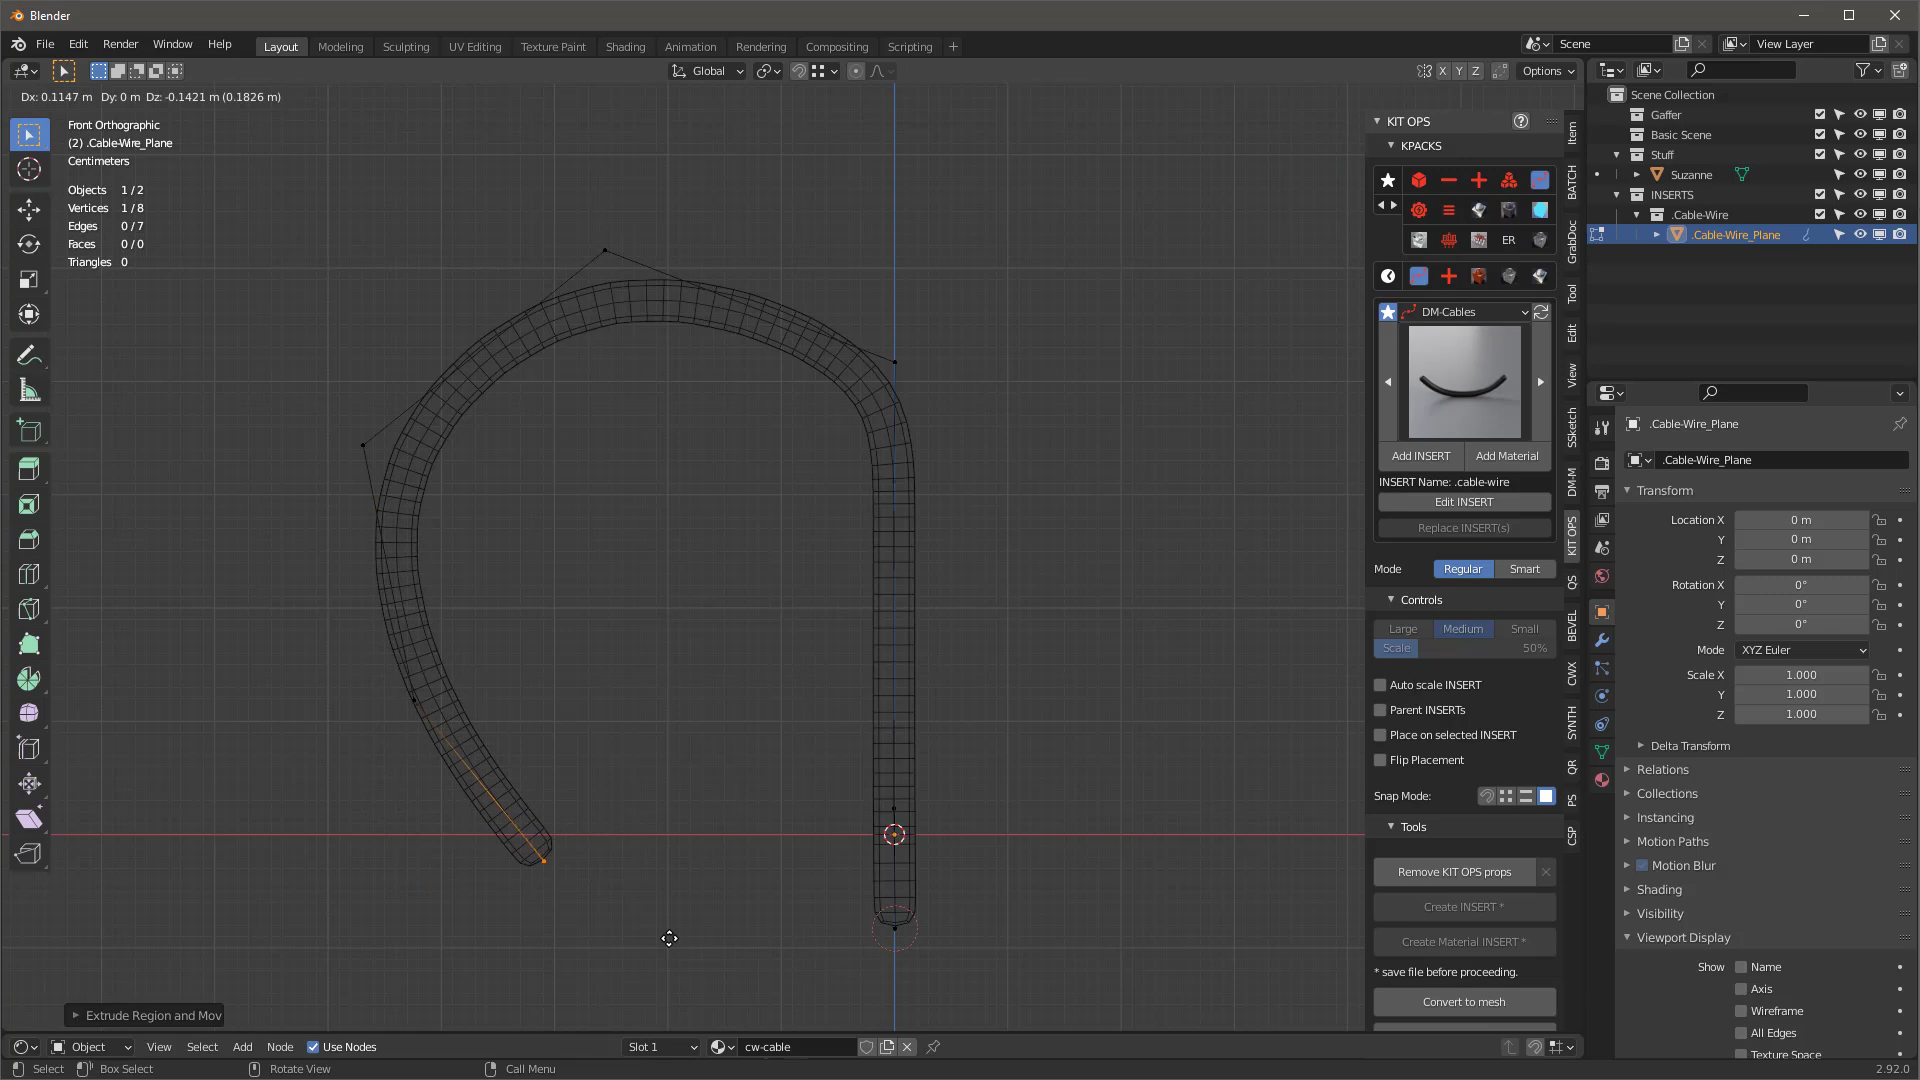 Blender
File Edit Render Window Help
Layout Modeling Sculpting UV Editing Texture Paint Shading Animation Rendering Compositing Scripting +
Scene
View Layer
Global
X Y Z
Options
Dx: 0.1147 m Dy: 0 m Dz: -0.1421 m (0.1826 m)
Front Orthographic
(2) .Cable-Wire_Plane
Centimeters
Objects 1 / 2
Vertices 1 / 8
Edges 0 / 7
Faces 0 / 0
Triangles 0
KIT OPS
KPACKS
ER
DM-Cables
Add INSERT
Add Material
INSERT Name: .cable-wire
Edit INSERT
Replace INSERT(s)
Mode Regular Smart
Controls
Large Medium Small
Scale 50%
Auto scale INSERT
Parent INSERTs
Place on selected INSERT
Flip Placement
Snap Mode:
Tools
Remove KIT OPS props
Create INSERT *
Create Material INSERT *
* save file before proceeding.
Convert to mesh
Item
BATCH
GrabDoc
Tool
Edit
View
SSketch
DM-M
KIT OPS
QS
BEVEL
CWX
SYNTH
QR
PS
CSP
Scene Collection
Gaffer
Basic Scene
Stuff
Suzanne
INSERTS
.Cable-Wire
.Cable-Wire_Plane
.Cable-Wire_Plane
.Cable-Wire_Plane
Transform
Location X 0 m
Y 0 m
Z 0 m
Rotation X 0°
Y 0°
Z 0°
Mode XYZ Euler
Scale X 1.000
Y 1.000
Z 1.000
Delta Transform
Relations
Collections
Instancing
Motion Paths
Motion Blur
Shading
Visibility
Viewport Display
Show Name
Axis
Wireframe
All Edges
Texture Space
Extrude Region and Mov
Object View Select Add Node Use Nodes
Slot 1
cw-cable
Select Box Select Rotate View Call Menu
2.92.0